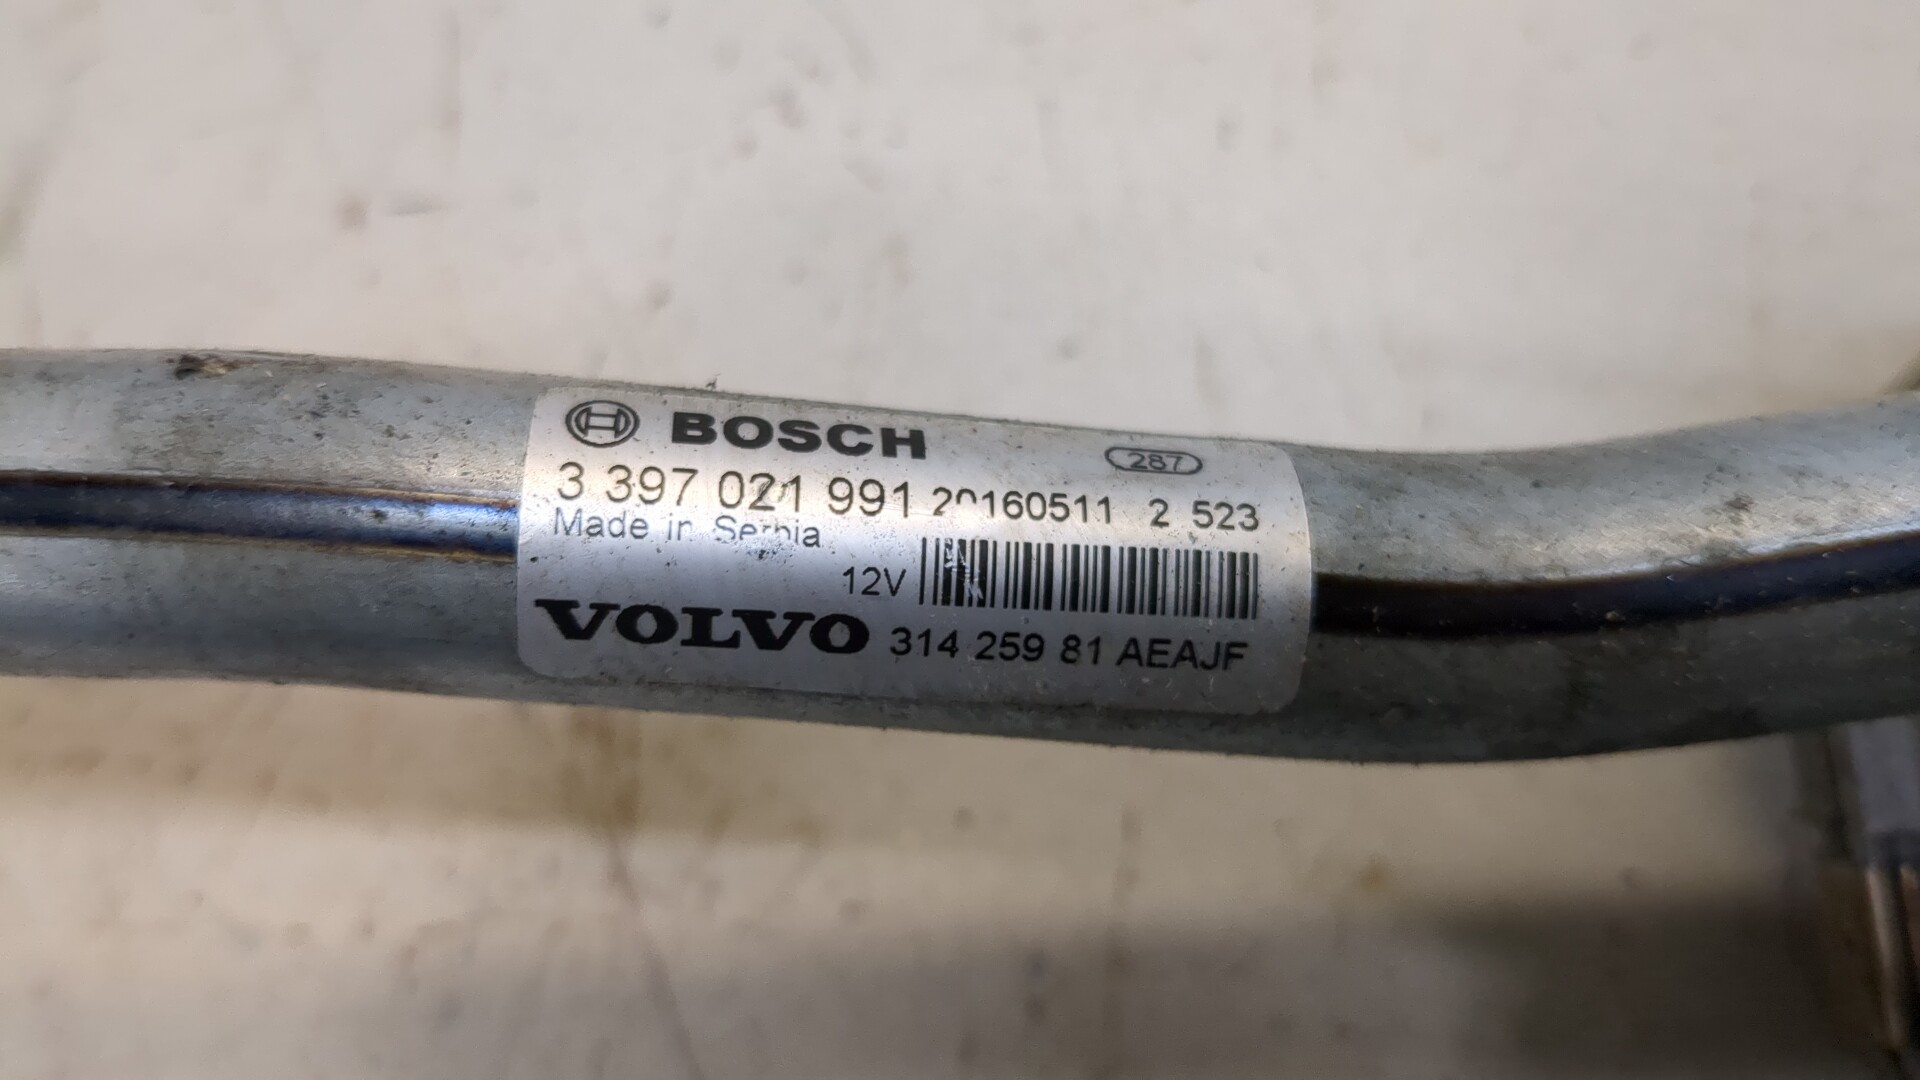 BOSCH 287
3 397 021 991 20160511 2 523
Made in Serbia
12V
VOLVO 314 259 81 AEAJF